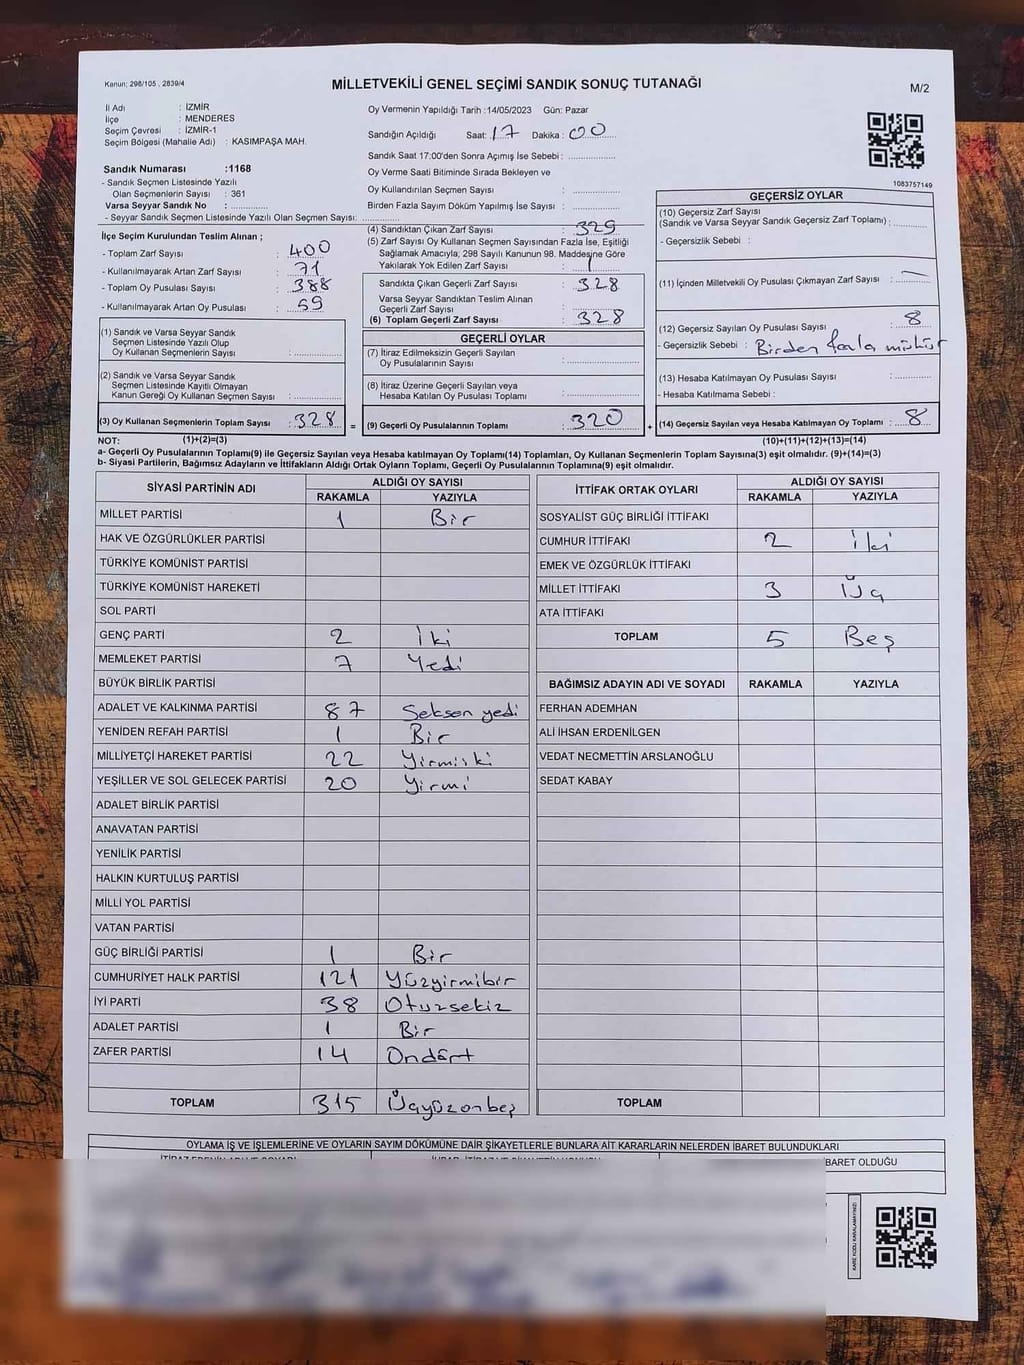 Kanun: 298/105 , 2839/4
MİLLETVEKİLİ GENEL SEÇİMİ SANDIK SONUÇ TUTANAĞI
M/2
İl Adı : İZMİR
İlçe : MENDERES
Seçim Çevresi : İZMİR-1
Seçim Bölgesi (Mahalle Adı) : KASIMPAŞA MAH.
Sandık Numarası :1168
- Sandık Seçmen Listesinde Yazılı
Olan Seçmenlerin Sayısı : 361
Varsa Seyyar Sandık No :
- Seyyar Sandık Seçmen Listesinde Yazılı Olan Seçmen Sayısı:
Oy Vermenin Yapıldığı Tarih :14/05/2023 Gün: Pazar
Sandığın Açıldığı Saat: 17 Dakika : 00
Sandık Saat 17:00'den Sonra Açımış İse Sebebi :
Oy Verme Saati Bitiminde Sırada Bekleyen ve
Oy Kullandırılan Seçmen Sayısı :
Birden Fazla Sayım Döküm Yapılmış İse Sayısı :
1083757149
İlçe Seçim Kurulundan Teslim Alınan ;
- Toplam Zarf Sayısı : 400
- Kullanılmayarak Artan Zarf Sayısı : 71
- Toplam Oy Pusulası Sayısı : 388
- Kullanılmayarak Artan Oy Pusulası : 59
(4) Sandıktan Çıkan Zarf Sayısı : 329
(5) Zarf Sayısı Oy Kullanan Seçmen Sayısından Fazla İse, Eşitliği
Sağlamak Amacıyla; 298 Sayılı Kanunun 98. Maddesine Göre
Yakılarak Yok Edilen Zarf Sayısı : 1
Sandıkta Çıkan Geçerli Zarf Sayısı : 328
Varsa Seyyar Sandıktan Teslim Alınan
Geçerli Zarf Sayısı :
(6) Toplam Geçerli Zarf Sayısı : 328
GEÇERSİZ OYLAR
(10) Geçersiz Zarf Sayısı
(Sandık ve Varsa Seyyar Sandık Geçersiz Zarf Toplamı) :
- Geçersizlik Sebebi :
(11) İçinden Milletvekili Oy Pusulası Çıkmayan Zarf Sayısı : —
(12) Geçersiz Sayılan Oy Pusulası Sayısı : 8
- Geçersizlik Sebebi : Birden fazla mühür
(13) Hesaba Katılmayan Oy Pusulası Sayısı :
- Hesaba Katılmama Sebebi :
(14) Geçersiz Sayılan veya Hesaba Katılmayan Oy Toplamı : 8
(1) Sandık ve Varsa Seyyar Sandık
Seçmen Listesinde Yazılı Olup
Oy Kullanan Seçmenlerin Sayısı :
(2) Sandık ve Varsa Seyyar Sandık
Seçmen Listesinde Kayıtlı Olmayan
Kanun Gereği Oy Kullanan Seçmen Sayısı :
(3) Oy Kullanan Seçmenlerin Toplam Sayısı : 328 =
GEÇERLİ OYLAR
(7) İtiraz Edilmeksizin Geçerli Sayılan
Oy Pusulalarının Sayısı :
(8) İtiraz Üzerine Geçerli Sayılan veya
Hesaba Katılan Oy Pusulalarının Toplamı :
(9) Geçerli Oy Pusulalarının Toplamı : 320 +
NOT: (1)+(2)=(3) (10)+(11)+(12)+(13)=(14)
a- Geçerli Oy Pusulalarının Toplamı(9) ile Geçersiz Sayılan veya Hesaba katılmayan Oy Toplamı(14) Toplamları, Oy Kullanan Seçmenlerin Toplam Sayısına(3) eşit olmalıdır. (9)+(14)=(3)
b- Siyasi Partilerin, Bağımsız Adayların ve İttifakların Aldığı Ortak Oyların Toplamı, Geçerli Oy Pusulalarının Toplamına(9) eşit olmalıdır.
SİYASİ PARTİNİN ADI ALDIĞI OY SAYISI
RAKAMLA YAZIYLA
MİLLET PARTİSİ 1 Bir
HAK VE ÖZGÜRLÜKLER PARTİSİ
TÜRKİYE KOMÜNİST PARTİSİ
TÜRKİYE KOMÜNİST HAREKETİ
SOL PARTİ
GENÇ PARTİ 2 İki
MEMLEKET PARTİSİ 7 Yedi
BÜYÜK BİRLİK PARTİSİ
ADALET VE KALKINMA PARTİSİ 87 Seksen yedi
YENİDEN REFAH PARTİSİ 1 Bir
MİLLİYETÇİ HAREKET PARTİSİ 22 Yirmiiki
YEŞİLLER VE SOL GELECEK PARTİSİ 20 Yirmi
ADALET BİRLİK PARTİSİ
ANAVATAN PARTİSİ
YENİLİK PARTİSİ
HALKIN KURTULUŞ PARTİSİ
MİLLİ YOL PARTİSİ
VATAN PARTİSİ
GÜÇ BİRLİĞİ PARTİSİ 1 Bir
CUMHURİYET HALK PARTİSİ 121 Yüzyirmibir
İYİ PARTİ 38 Otuzsekiz
ADALET PARTİSİ 1 Bir
ZAFER PARTİSİ 14 Ondört
TOPLAM 315 Üçyüzonbeş
İTTİFAK ORTAK OYLARI ALDIĞI OY SAYISI
RAKAMLA YAZIYLA
SOSYALİST GÜÇ BİRLİĞİ İTTİFAKI
CUMHUR İTTİFAKI 2 İki
EMEK VE ÖZGÜRLÜK İTTİFAKI
MİLLET İTTİFAKI 3 Üç
ATA İTTİFAKI
TOPLAM 5 Beş
BAĞIMSIZ ADAYIN ADI VE SOYADI RAKAMLA YAZIYLA
FERHAN ADEMHAN
ALİ İHSAN ERDENİLGEN
VEDAT NECMETTİN ARSLANOĞLU
SEDAT KABAY
TOPLAM
OYLAMA İŞ VE İŞLEMLERİNE VE OYLARIN SAYIM DÖKÜMÜNE DAİR ŞİKAYETLERLE BUNLARA AİT KARARLARIN NELERDEN İBARET BULUNDUKLARI
BARET OLDUĞU
KARE KODU KARALAMAYINIZ!